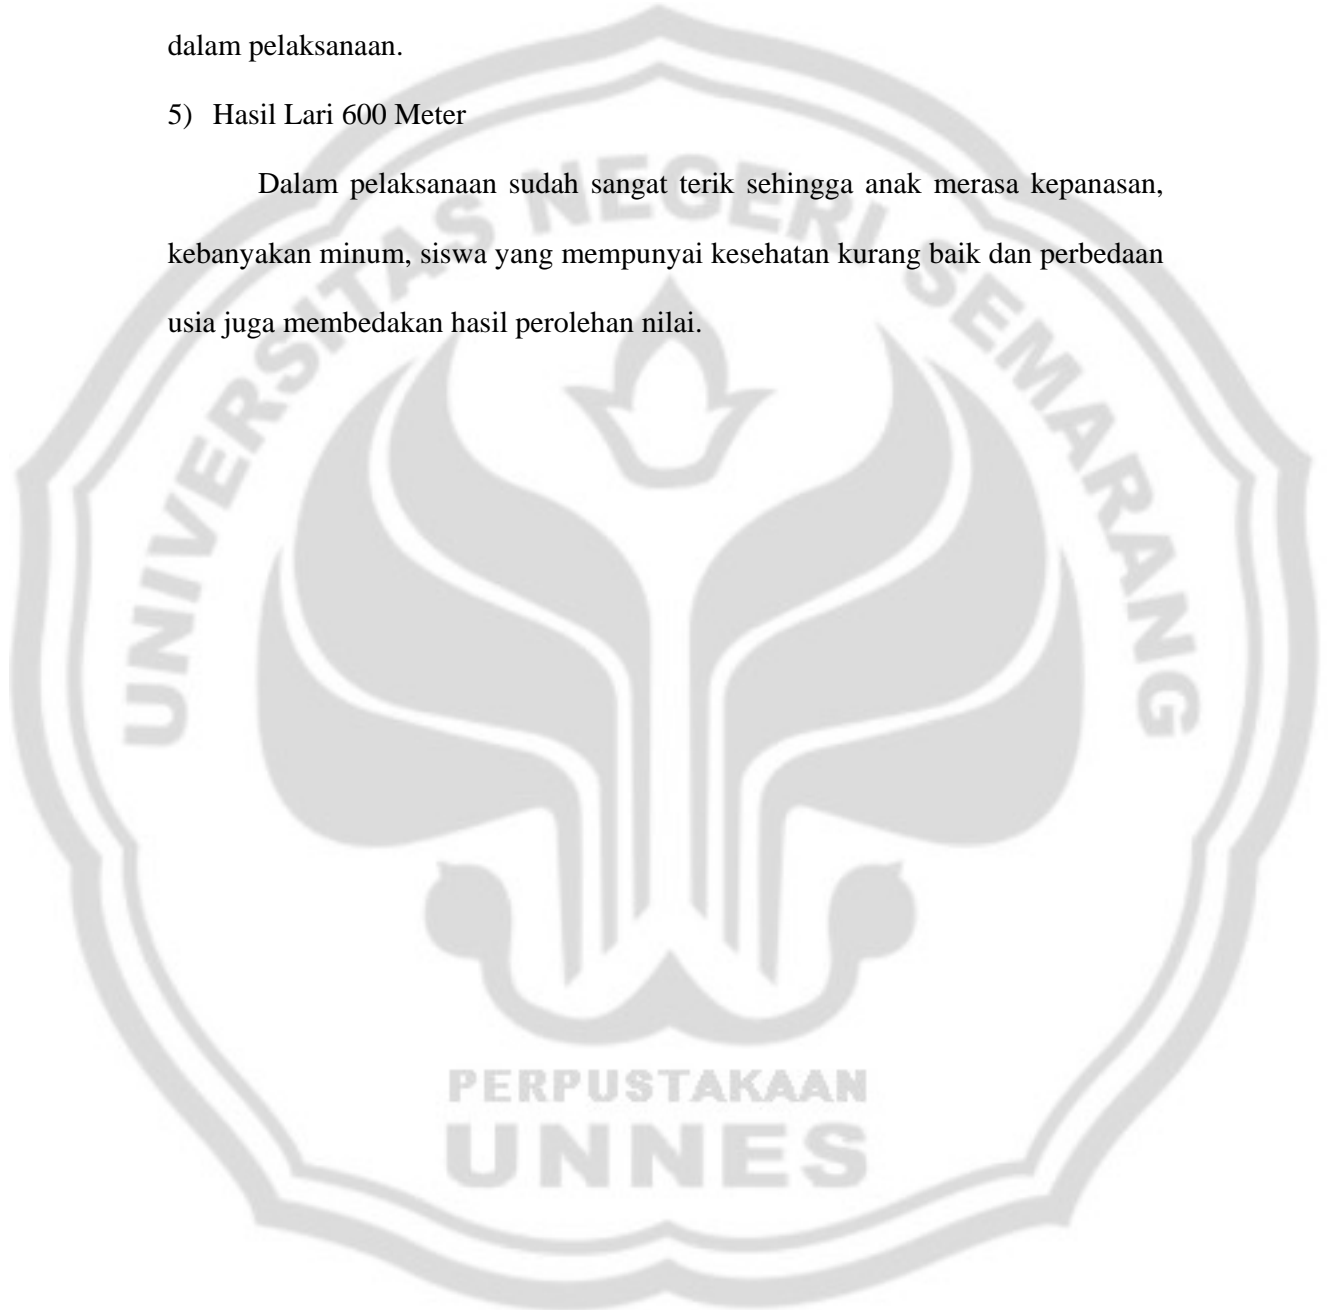 dalam pelaksanaan.
5) Hasil Lari 600 Meter
Dalam pelaksanaan sudah sangat terik sehingga anak merasa kepanasan,
kebanyakan minum, siswa yang mempunyai kesehatan kurang baik dan perbedaan
usia juga membedakan hasil perolehan nilai.
UNIVERSITAS NEGERI SEMARANG
PERPUSTAKAAN
UNNES